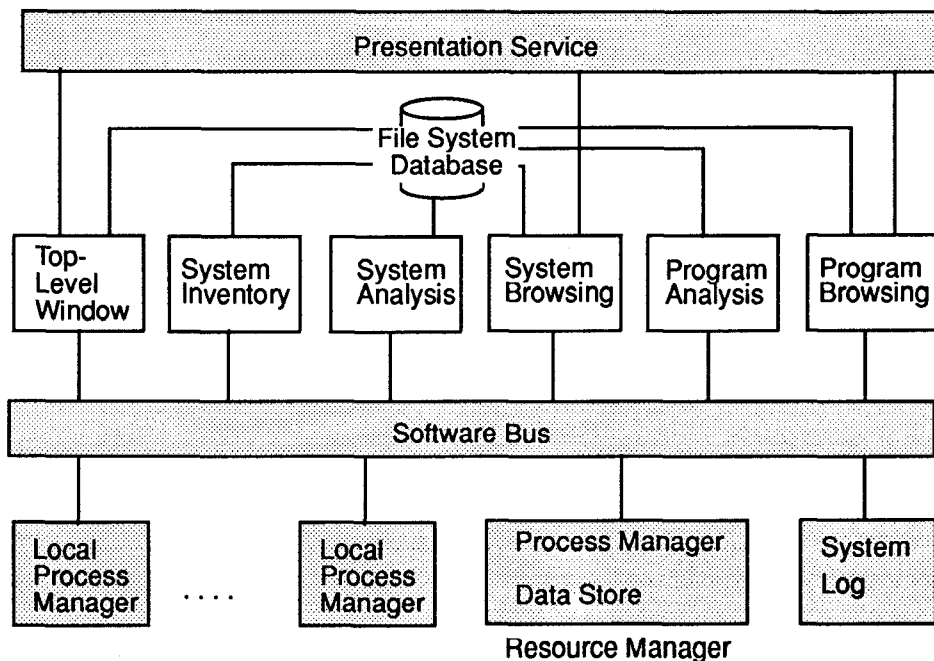 Presentation Service
File System
Database
Top-
Level
Window
System
Inventory
System
Analysis
System
Browsing
Program
Analysis
Program
Browsing
Software Bus
Local
Process
Manager
. . . .
Local
Process
Manager
Process Manager
Data Store
System
Log
Resource Manager